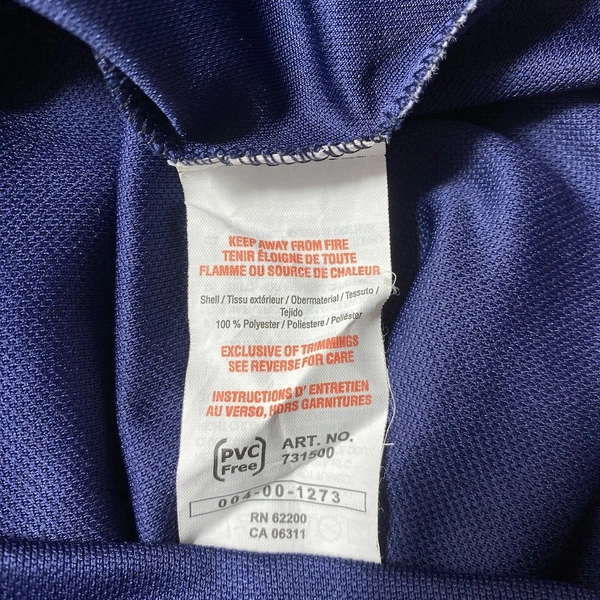 KEEP AWAY FROM FIRE
TENIR ÉLOIGNE DE TOUTE
FLAMME OU SOURCE DE CHALEUR
Shell / Tissu extérieur / Obermaterial / Tessuto /
Tejido
100 % Polyester / Poliestere / Poliéster
EXCLUSIVE OF TRIMMINGS
SEE REVERSE FOR CARE
INSTRUCTIONS D' ENTRETIEN
AU VERSO, HORS GARNITURES
PVC
Free
ART. NO.
731500
004-00-1273
RN 62200
CA 06311